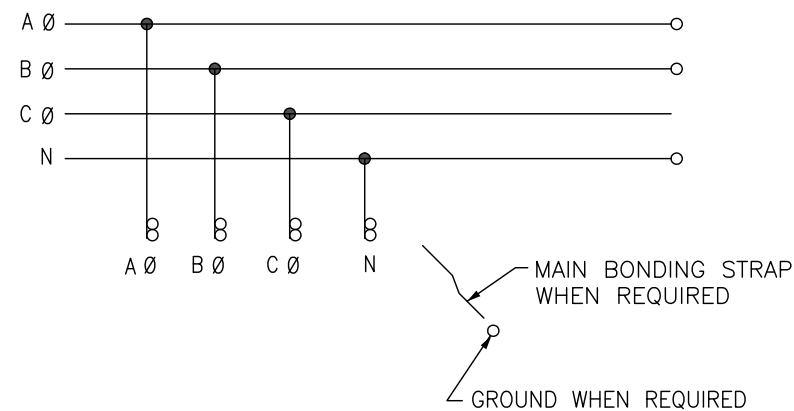 A Ø
B Ø
C Ø
N
A Ø B Ø C Ø N
MAIN BONDING STRAP
WHEN REQUIRED
GROUND WHEN REQUIRED